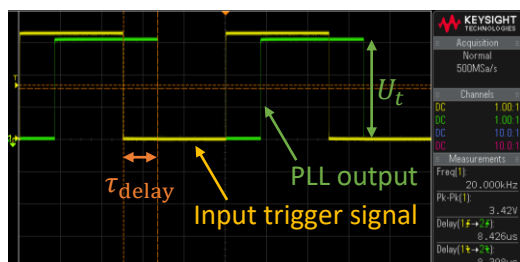 KEYSIGHT
TECHNOLOGIES
Acquisition
Normal
500MSa/s
Channels
DC 1.00:1
DC 1.00:1
DC 10.0:1
DC 10.0:1
Measurements
Freq(1):
20.000kHz
Pk-Pk(1):
3.42V
Delay(1→2):
8.426us
Delay(1→2):
U_t
τ_delay
PLL output
Input trigger signal